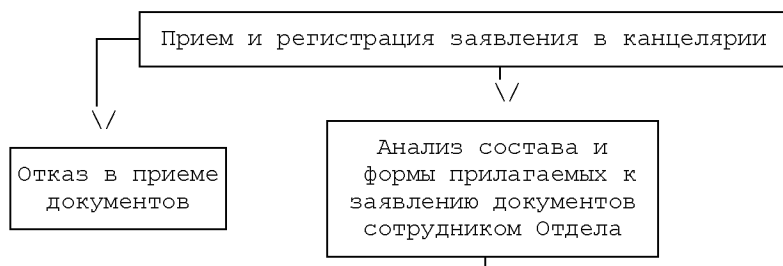 Прием и регистрация заявления в канцелярии
Отказ в приеме
документов
Анализ состава и
формы прилагаемых к
заявлению документов
сотрудником Отдела